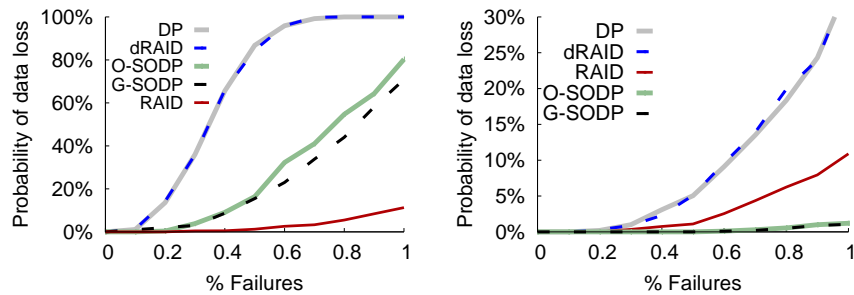 Probability of data loss
100%
80%
60%
40%
20%
0%
DP
dRAID
O-SODP
G-SODP
RAID
0 0.2 0.4 0.6 0.8 1
% Failures
Probability of data loss
30%
25%
20%
15%
10%
5%
0%
DP
dRAID
RAID
O-SODP
G-SODP
0 0.2 0.4 0.6 0.8 1
% Failures